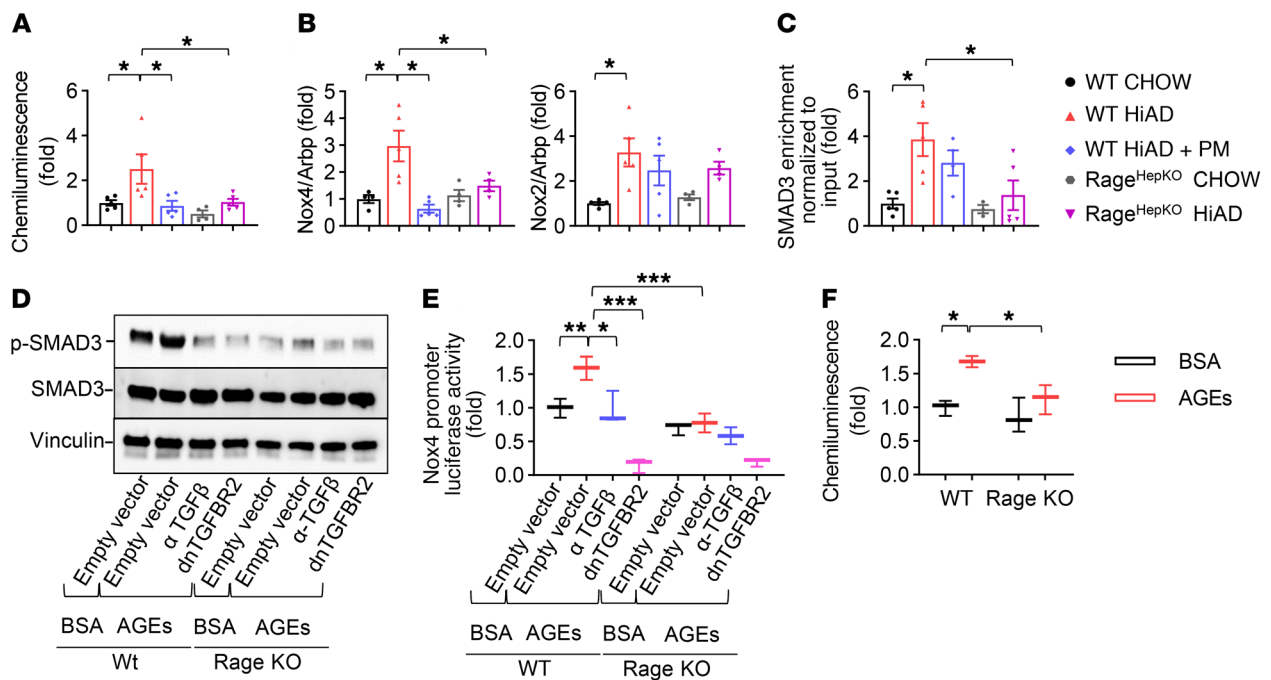 A
Chemiluminescence
(fold)
6
4
2
0
*
*
*
B
Nox4/Arbp (fold)
5
4
3
2
1
0
*
*
*
Nox2/Arbp (fold)
6
4
2
0
*
C
SMAD3 enrichment
normalized to
input (fold)
6
4
2
0
*
*
WT CHOW
WT HiAD
WT HiAD + PM
RageHepKO CHOW
RageHepKO HiAD
D
p-SMAD3
SMAD3
Vinculin
Empty vector
Empty vector
α TGFβ
dnTGFBR2
Empty vector
Empty vector
α-TGFβ
dnTGFBR2
BSA AGEs BSA AGEs
Wt Rage KO
E
Nox4 promoter
luciferase activity
(fold)
2.0
1.5
1.0
0.5
0.0
***
***
** *
Empty vector
Empty vector
α TGFβ
dnTGFBR2
Empty vector
Empty vector
α-TGFβ
dnTGFBR2
BSA AGEs BSA AGEs
WT Rage KO
F
Chemiluminescence
(fold)
2.0
1.5
1.0
0.5
0.0
* *
WT Rage KO
BSA
AGEs